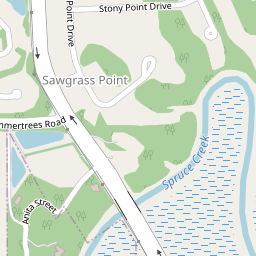 Stony Point Drive
Point Drive
Sawgrass Point
mmertrees Road
Spruce Creek
Anita Street